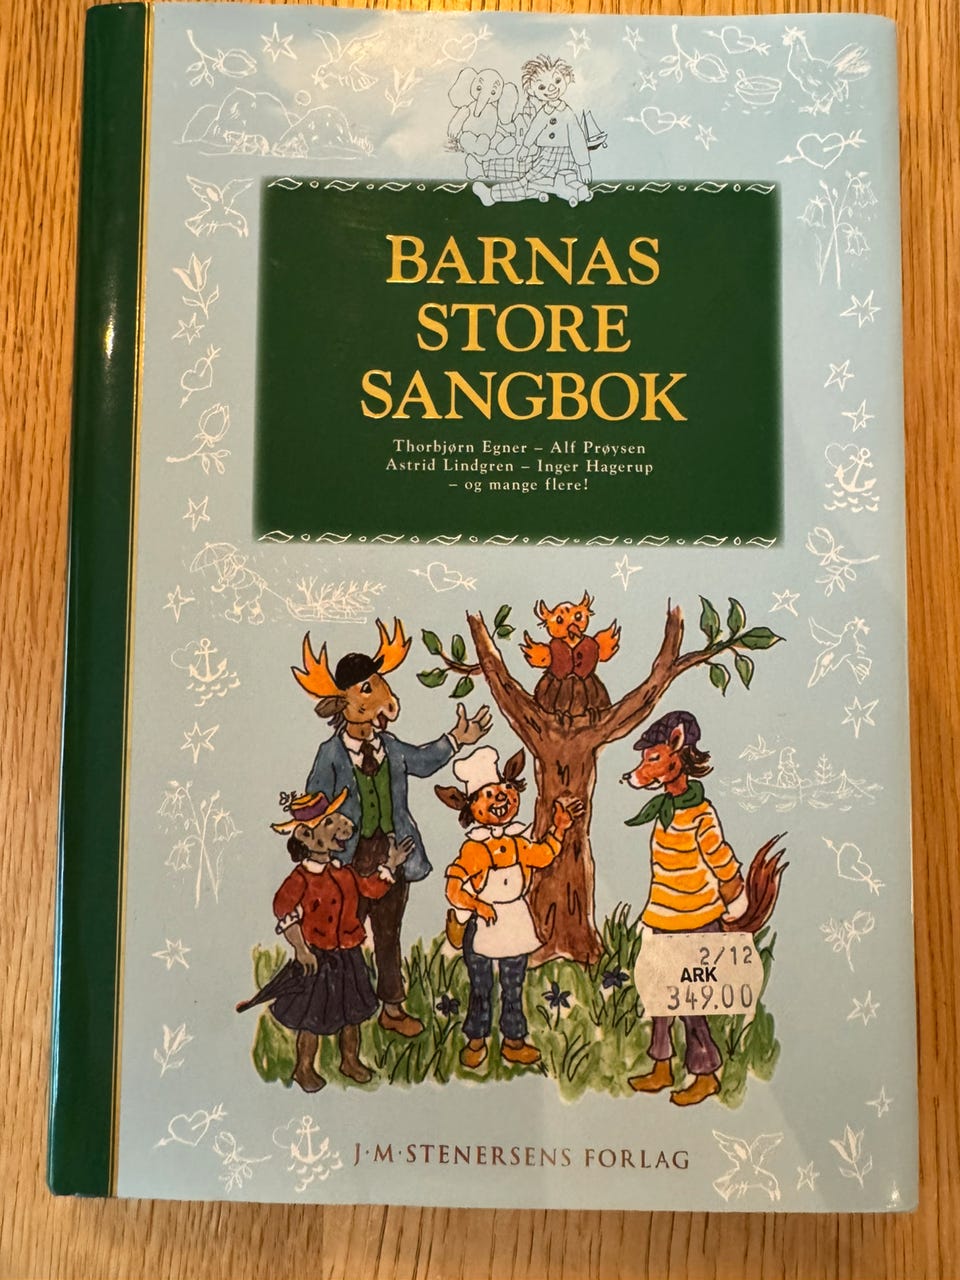 BARNAS
STORE
SANGBOK
Thorbjørn Egner – Alf Prøysen
Astrid Lindgren – Inger Hagerup
– og mange flere!
2/12
ARK
349.00
J·M·STENERSENS FORLAG